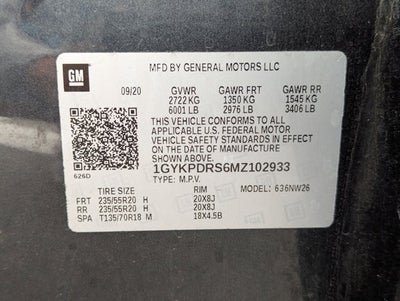 GM
MFD BY GENERAL MOTORS LLC
09/20 GVWR GAWR FRT GAWR RR
2722 KG 1350 KG 1545 KG
6001 LB 2976 LB 3406 LB
THIS VEHICLE CONFORMS TO ALL
APPLICABLE U.S. FEDERAL MOTOR
VEHICLE SAFETY STANDARDS IN EFFECT
ON THE DATE OF MANUFACTURE SHOWN ABOVE.
1GYKPDRS6MZ102933
626D TYPE: M.P.V.
TIRE SIZE RIM MODEL: 636NW26
FRT 235/55R20 H 20X8J
RR 235/55R20 H 20X8J
SPA T135/70R18 M 18X4.5B